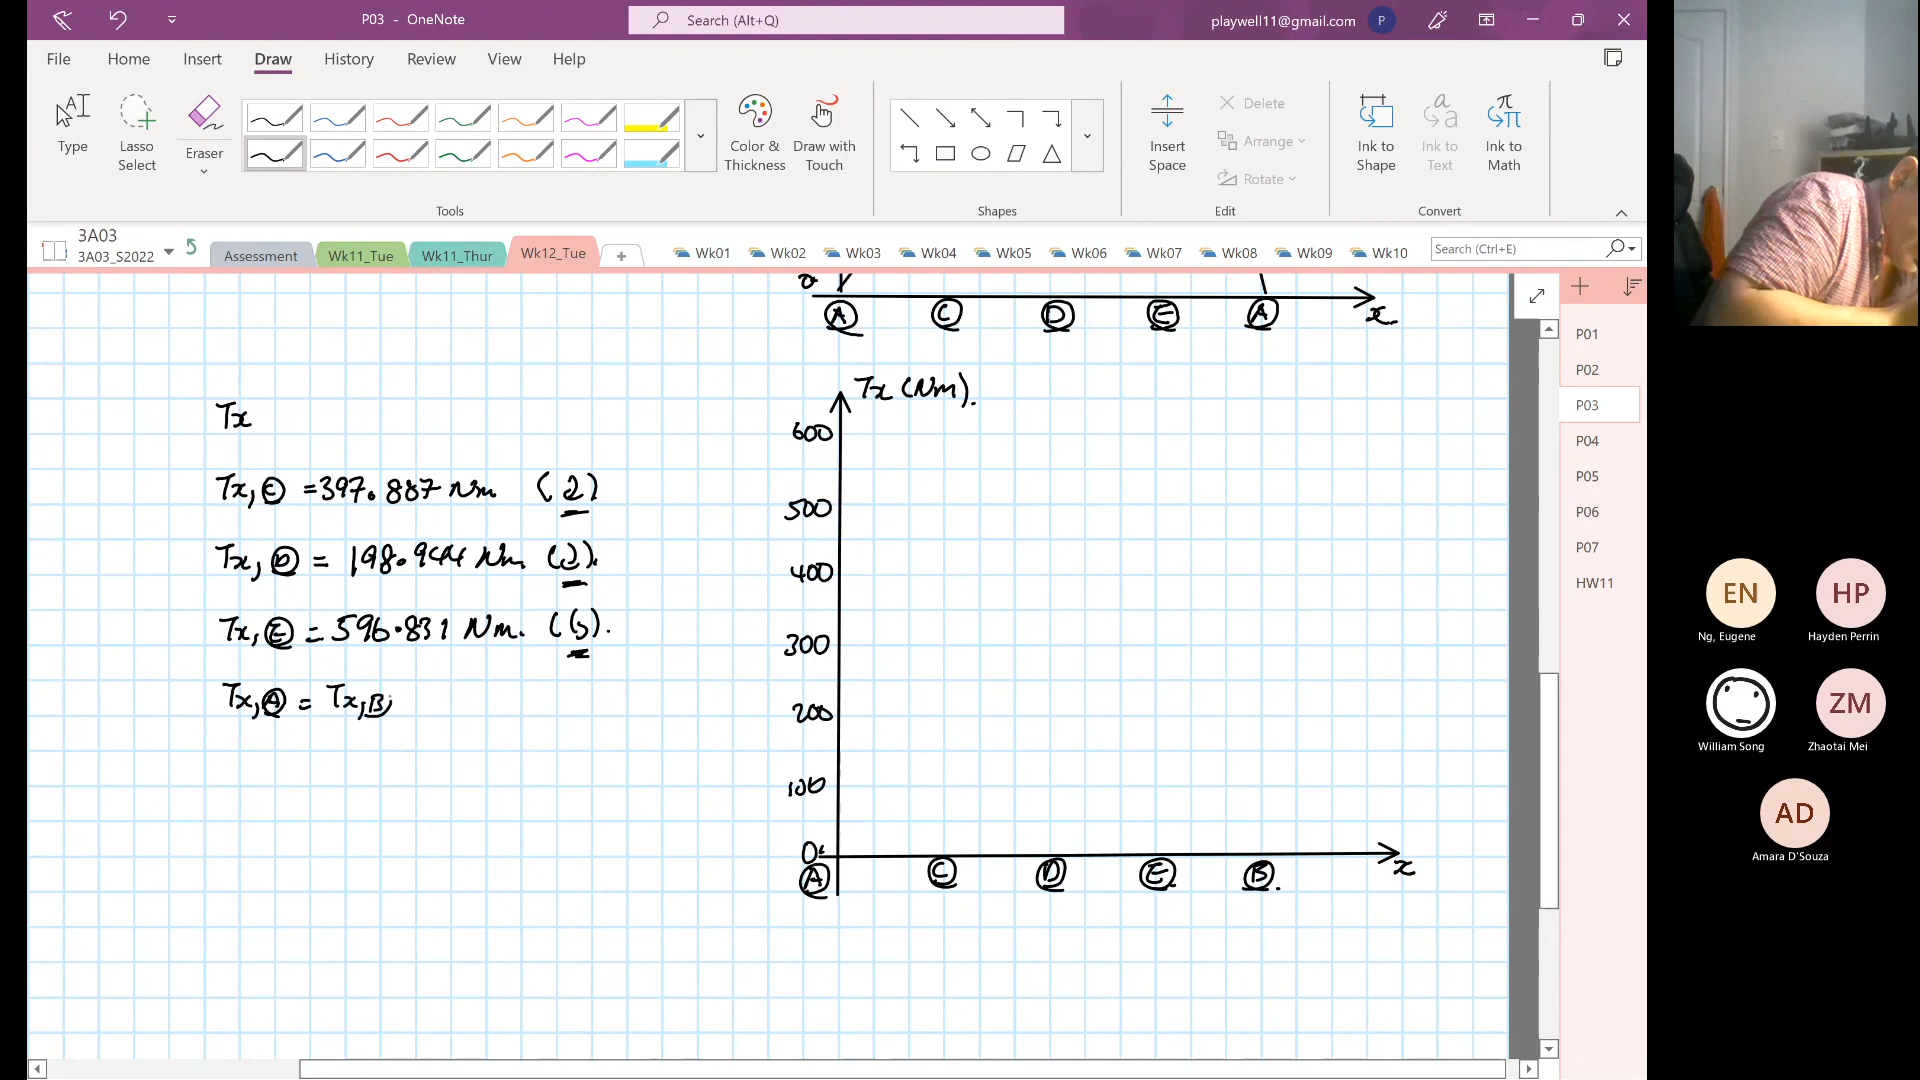 P03 - OneNote
Search (Alt+Q)
playwell11@gmail.com
P
File Home Insert Draw History Review View Help
Type
Lasso Select
Eraser
Color & Thickness
Draw with Touch
Insert Space
Delete
Arrange
Rotate
Ink to Shape
Ink to Text
Ink to Math
Tools Shapes Edit Convert
3A03
3A03_S2022
Assessment Wk11_Tue Wk11_Thur Wk12_Tue Wk01 Wk02 Wk03 Wk04 Wk05 Wk06 Wk07 Wk08 Wk09 Wk10
Search (Ctrl+E)
P01
P02
P03
P04
P05
P06
P07
HW11
A C D E A x
Tx
Tx,C = 397.887 Nm (2)
Tx,D = 198.944 Nm (2).
Tx,E = 596.831 Nm. (5).
Tx,A = Tx,B
Tx (Nm).
600
500
400
300
200
100
0
A C D E B. x
EN
Ng, Eugene
HP
Hayden Perrin
William Song
ZM
Zhaotai Mei
AD
Amara D'Souza